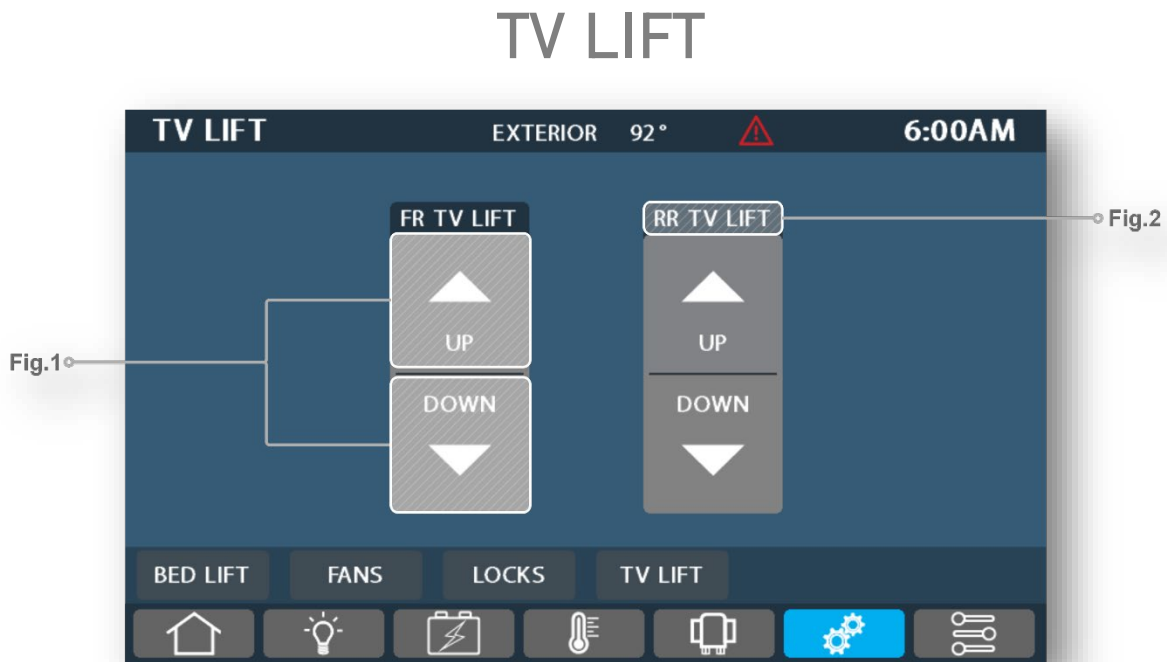 TV LIFT
TV LIFT EXTERIOR 92° 6:00AM
FR TV LIFT RR TV LIFT
Fig.2
UP UP
Fig.1
DOWN DOWN
BED LIFT FANS LOCKS TV LIFT